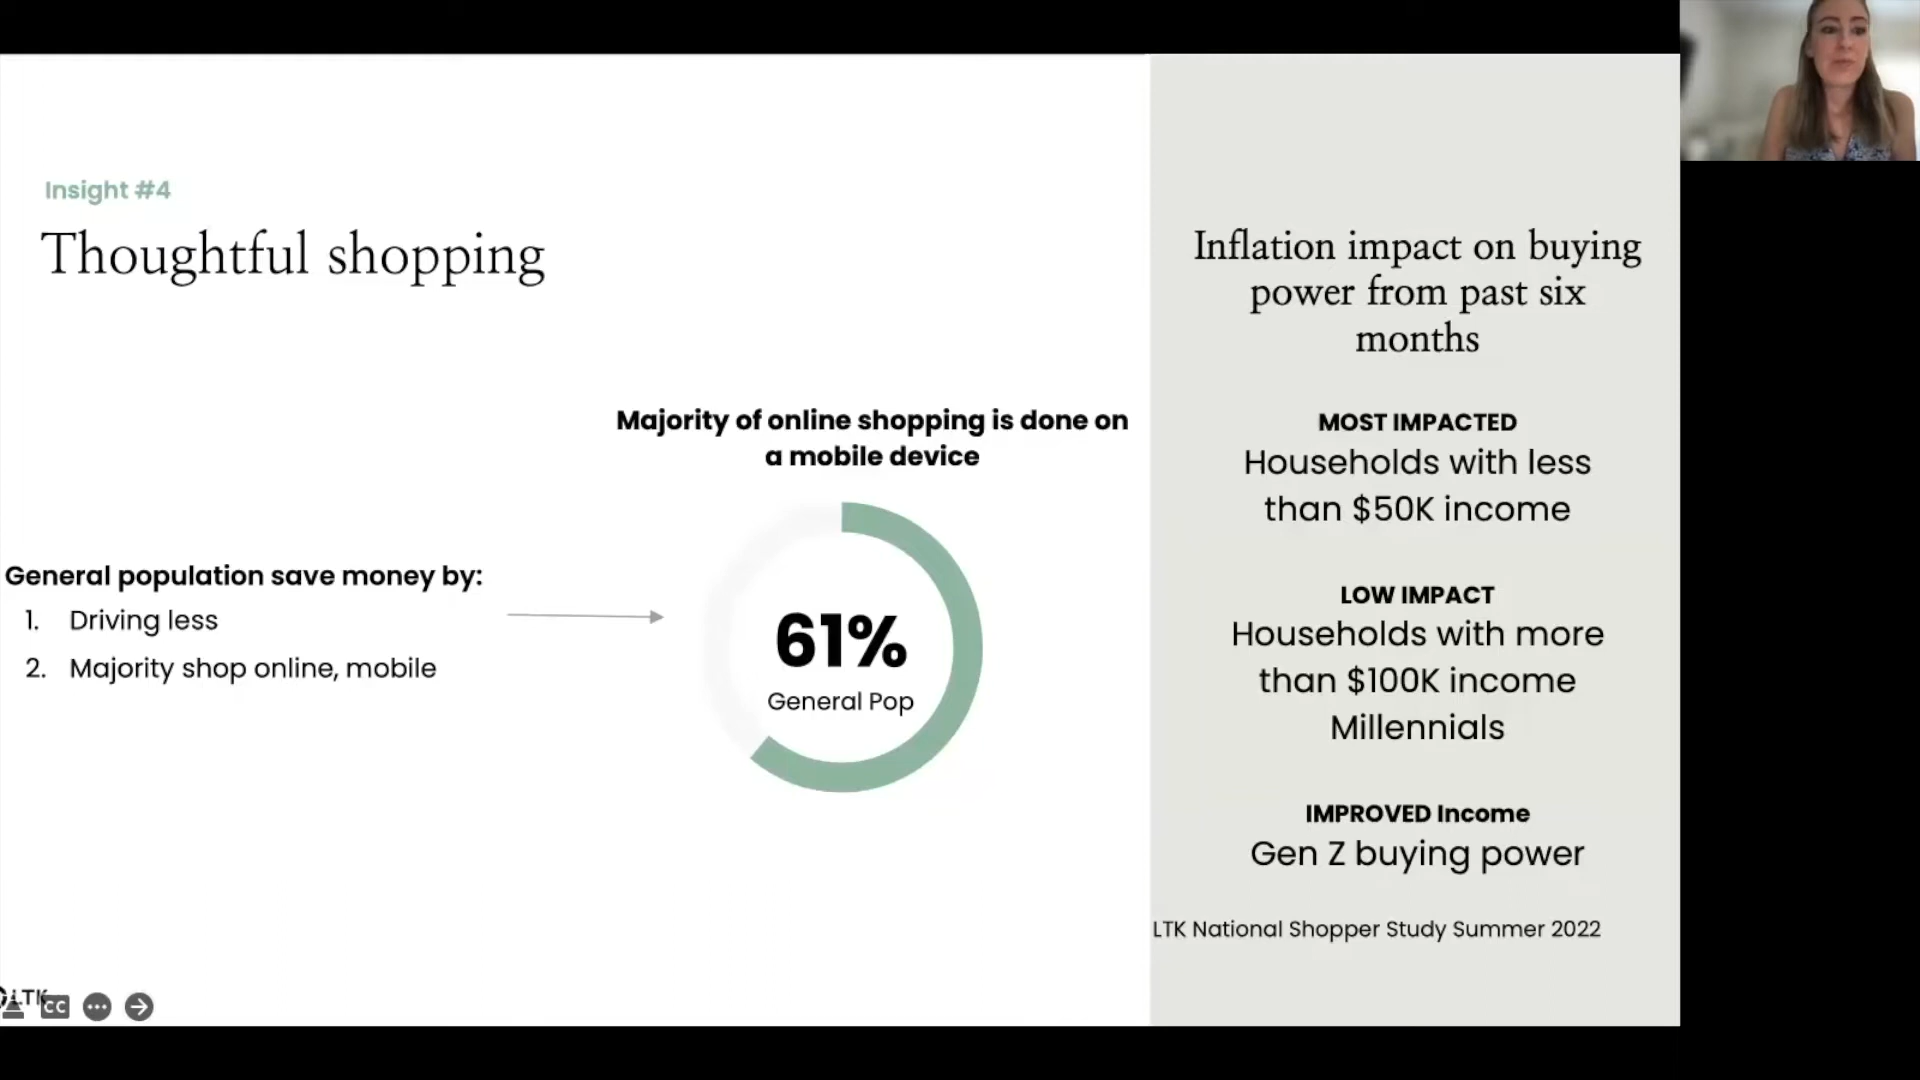 Insight #4
Thoughtful shopping
General population save money by:
1. Driving less
2. Majority shop online, mobile
Majority of online shopping is done on
a mobile device
61%
General Pop
Inflation impact on buying
power from past six
months
MOST IMPACTED
Households with less
than $50K income
LOW IMPACT
Households with more
than $100K income
Millennials
IMPROVED Income
Gen Z buying power
LTK National Shopper Study Summer 2022
LTK
CC